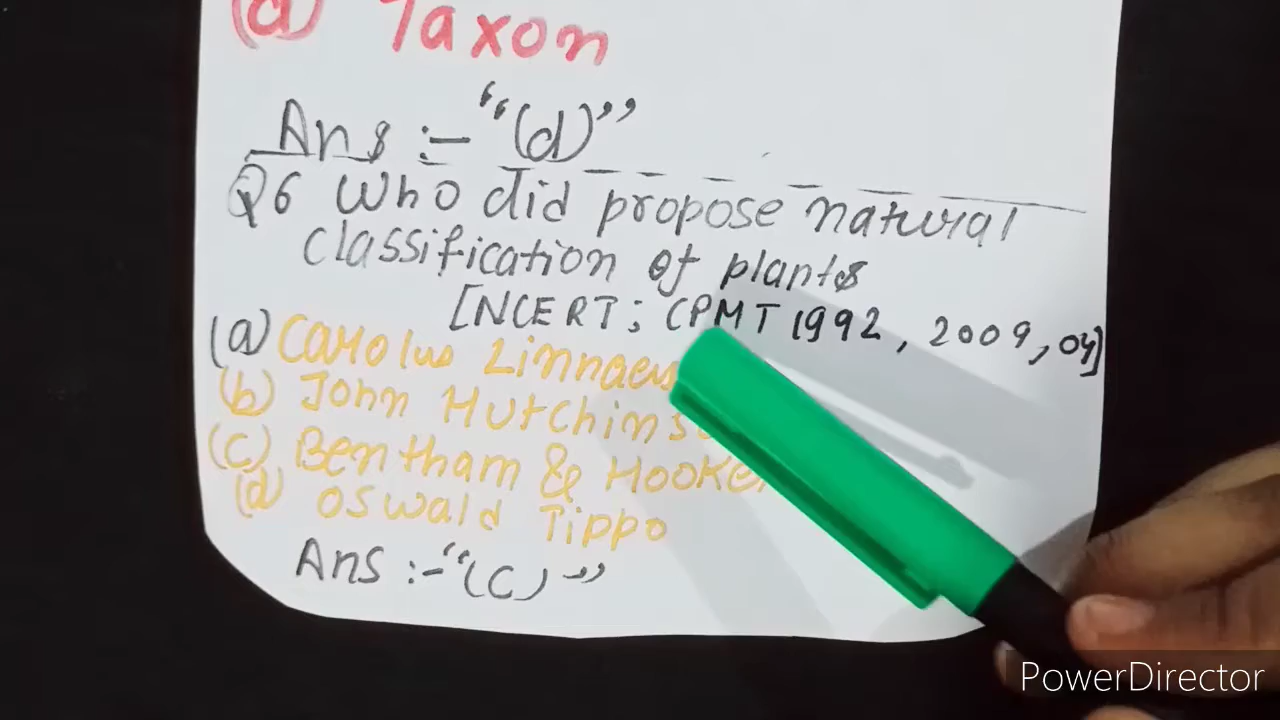 (d) Taxon
Ans :- "(d)"
Q6 Who did propose natural
classification of plants
[NCERT; CPMT 1992, 2009, 04]
(a) Carolus Linnaeus
(b) John Hutchins
(c) Bentham & Hooker
(d) Oswald Tippo
Ans :- "(C)"
PowerDirector